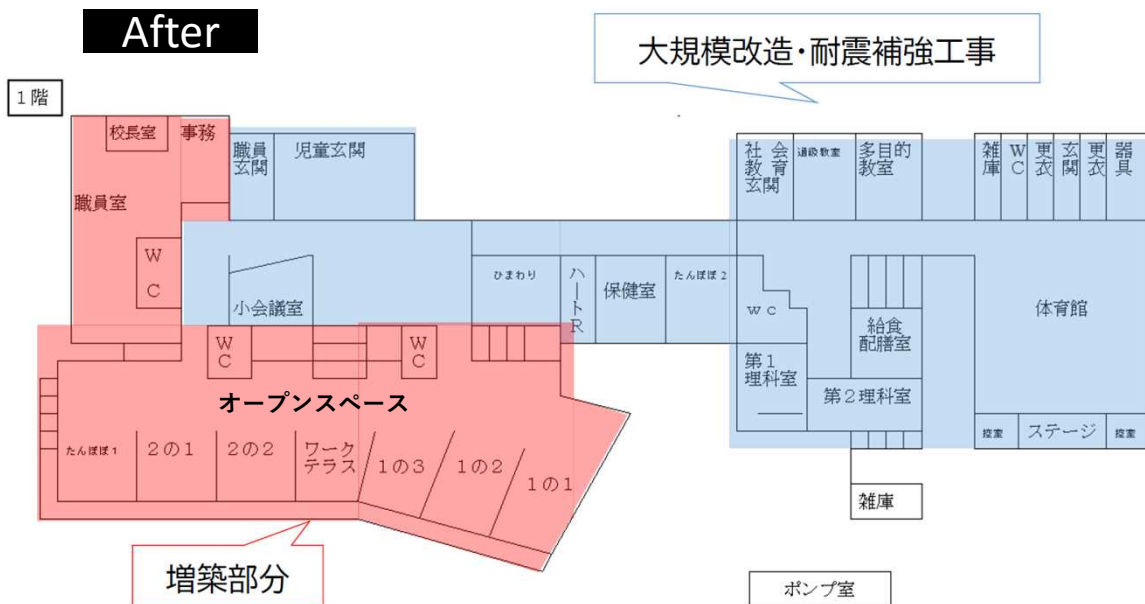 After
大規模改造・耐震補強工事
1階
校長室
事務
職員
玄関
児童玄関
社会
教育
玄関
通級教室
多目的
教室
雑庫
WC
更衣
玄関
更衣
器具
職員室
WC
小会議室
ひまわり
ハートR
保健室
たんぽぽ2
WC
給食
配膳室
体育館
WC
WC
第1
理科室
第2理科室
オープンスペース
控室
ステージ
控室
たんぽぽ1
2の1
2の2
ワーク
テラス
1の3
1の2
1の1
雑庫
増築部分
ポンプ室